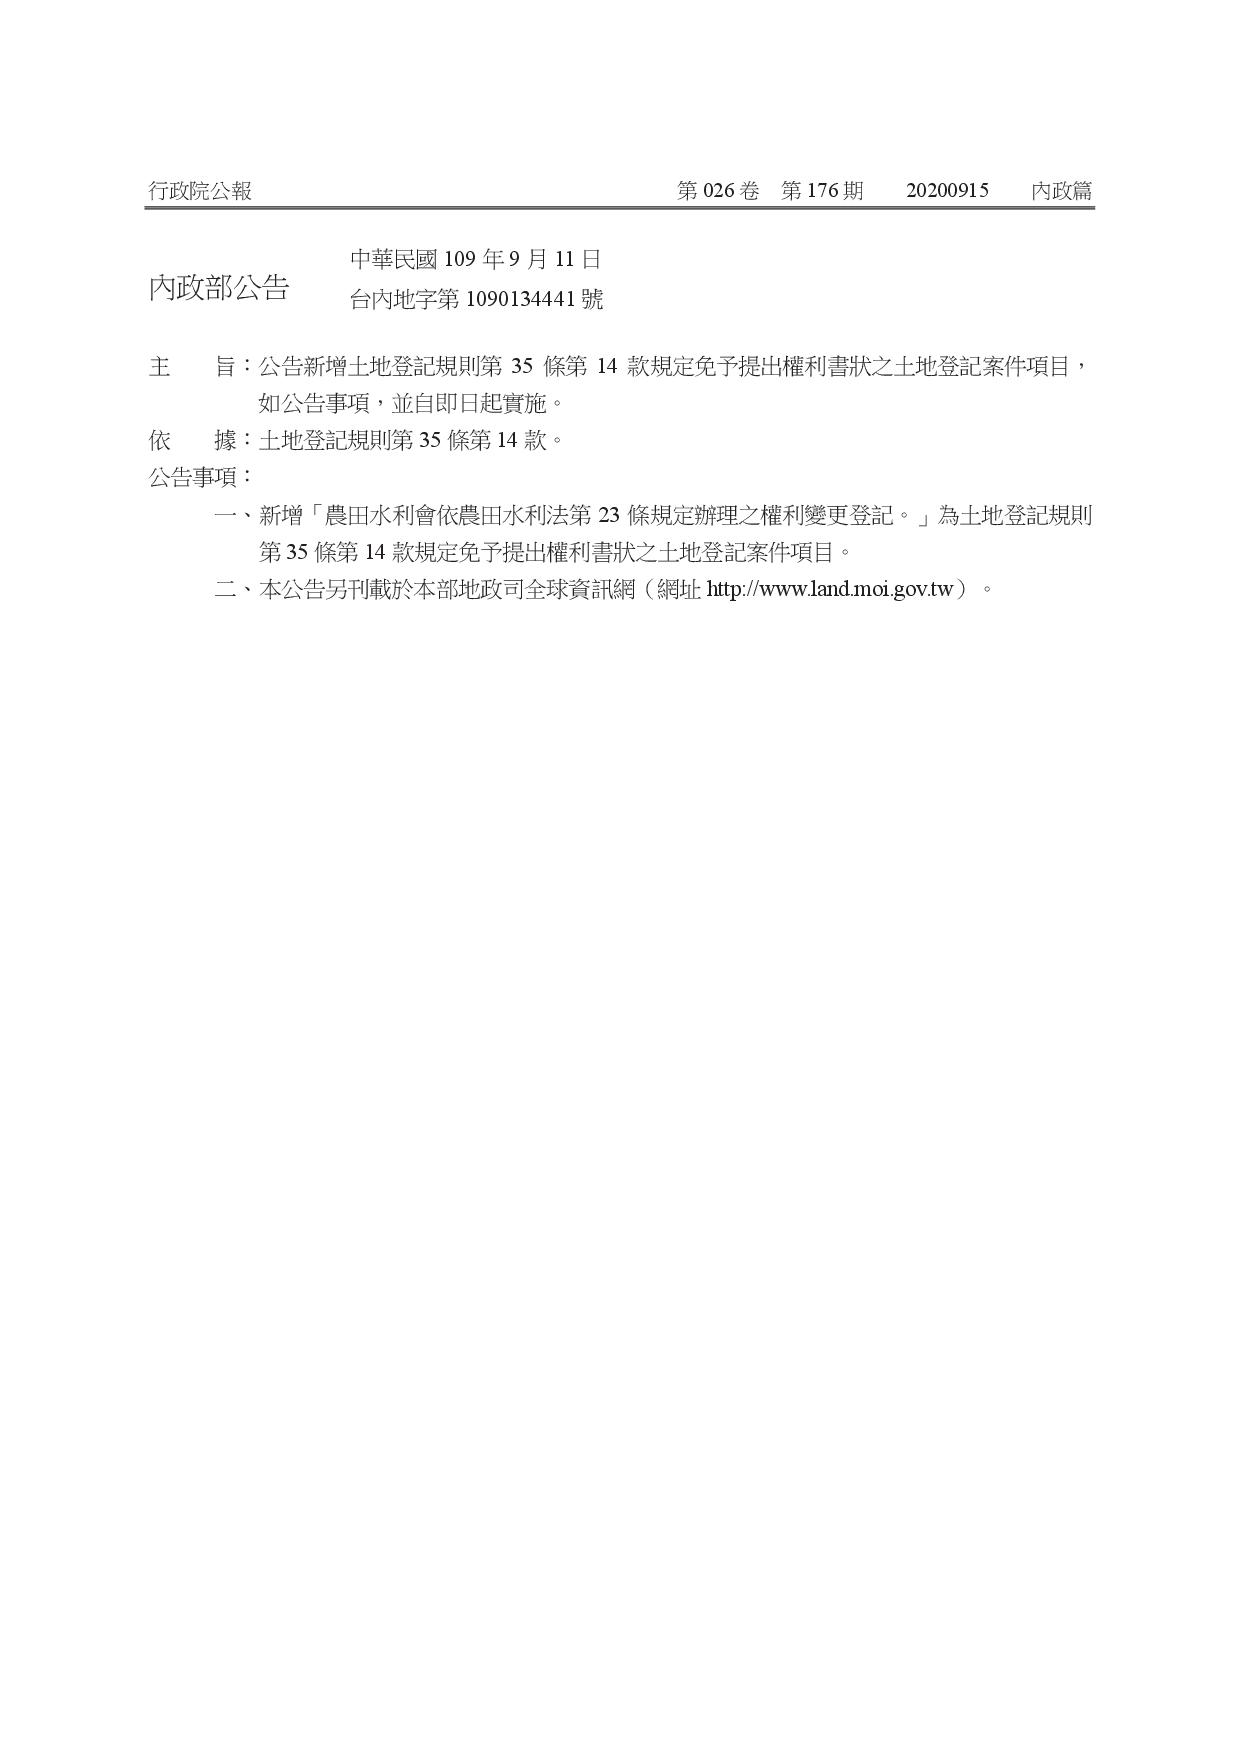 行政院公報 第 026 卷 第 176 期 20200915 內政篇
內政部公告
中華民國 109 年 9 月 11 日
台內地字第 1090134441 號
主 旨：公告新增土地登記規則第 35 條第 14 款規定免予提出權利書狀之土地登記案件項目，
如公告事項，並自即日起實施。
依 據：土地登記規則第 35 條第 14 款。
公告事項：
一、新增「農田水利會依農田水利法第 23 條規定辦理之權利變更登記。」為土地登記規則
第 35 條第 14 款規定免予提出權利書狀之土地登記案件項目。
二、本公告另刊載於本部地政司全球資訊網（網址 http://www.land.moi.gov.tw）。